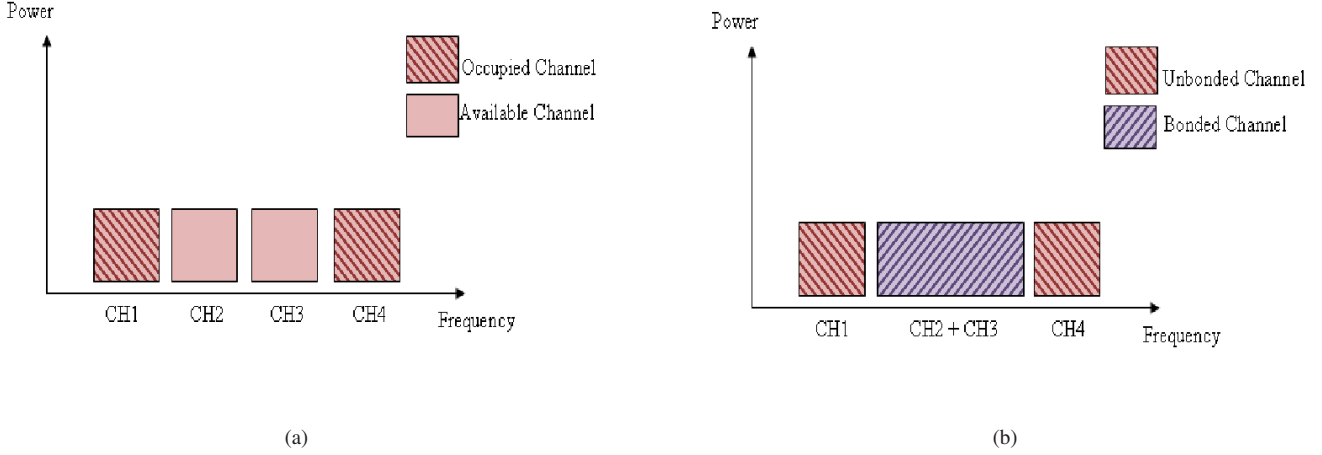 Power
Occupied Channel
Available Channel
CH1 CH2 CH3 CH4
Frequency
(a)
Power
Unbonded Channel
Bonded Channel
CH1 CH2 + CH3 CH4
Frequency
(b)